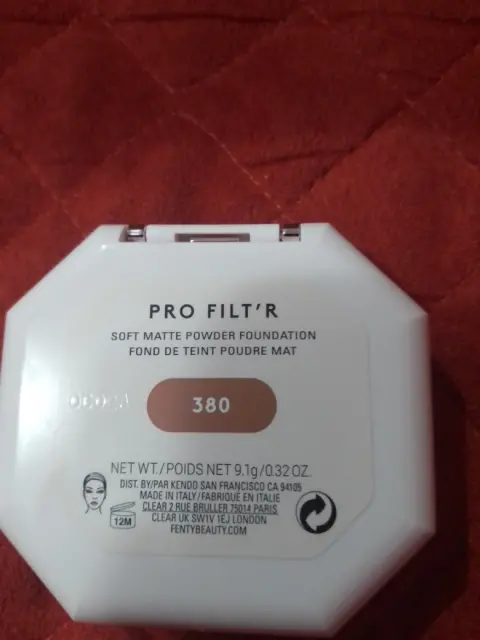 PRO FILT'R
SOFT MATTE POWDER FOUNDATION
FOND DE TEINT POUDRE MAT
380
NET WT./POIDS NET 9.1g/0.32 OZ.
DIST. BY/PAR KENDO SAN FRANCISCO CA 94105
MADE IN ITALY/FABRIQUÉ EN ITALIE
CLEAR 2 RUE BRULLER 75014 PARIS
12M
CLEAR UK SW1V 1EJ LONDON
FENTYBEAUTY.COM